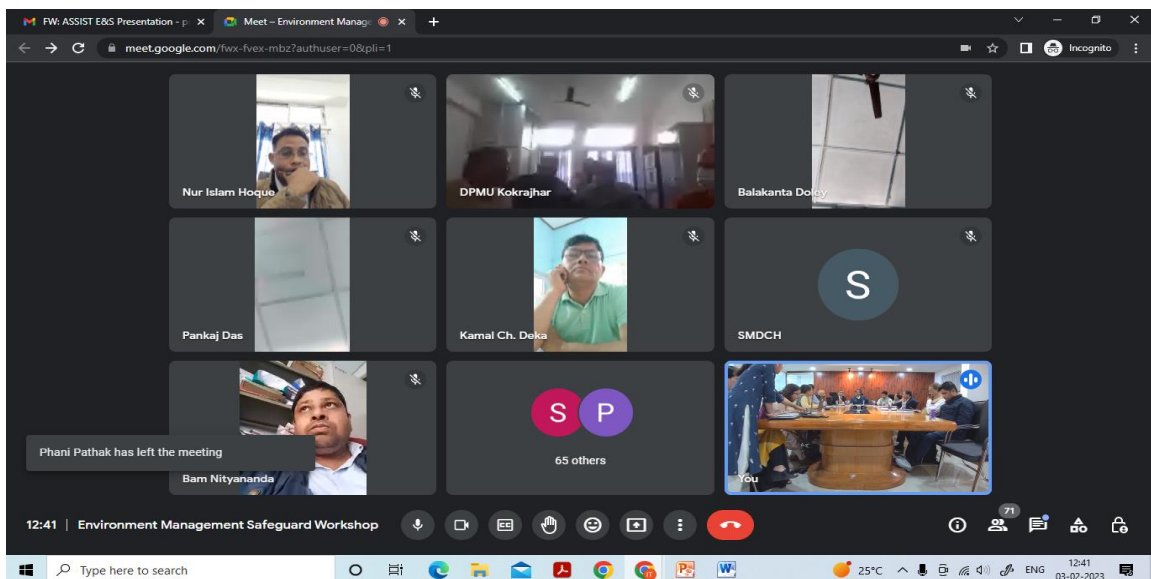 FW: ASSIST E&S Presentation - p
Meet – Environment Manage
meet.google.com/fwx-fvex-mbz?authuser=0&pli=1
Incognito
Nur Islam Hoque
DPMU Kokrajhar
Balakanta Doley
Pankaj Das
Kamal Ch. Deka
S
SMDCH
S P
65 others
Phani Pathak has left the meeting
Bam Nityananda
You
12:41 | Environment Management Safeguard Workshop
CC
71
Type here to search
25°C
ENG
12:41
03-02-2023